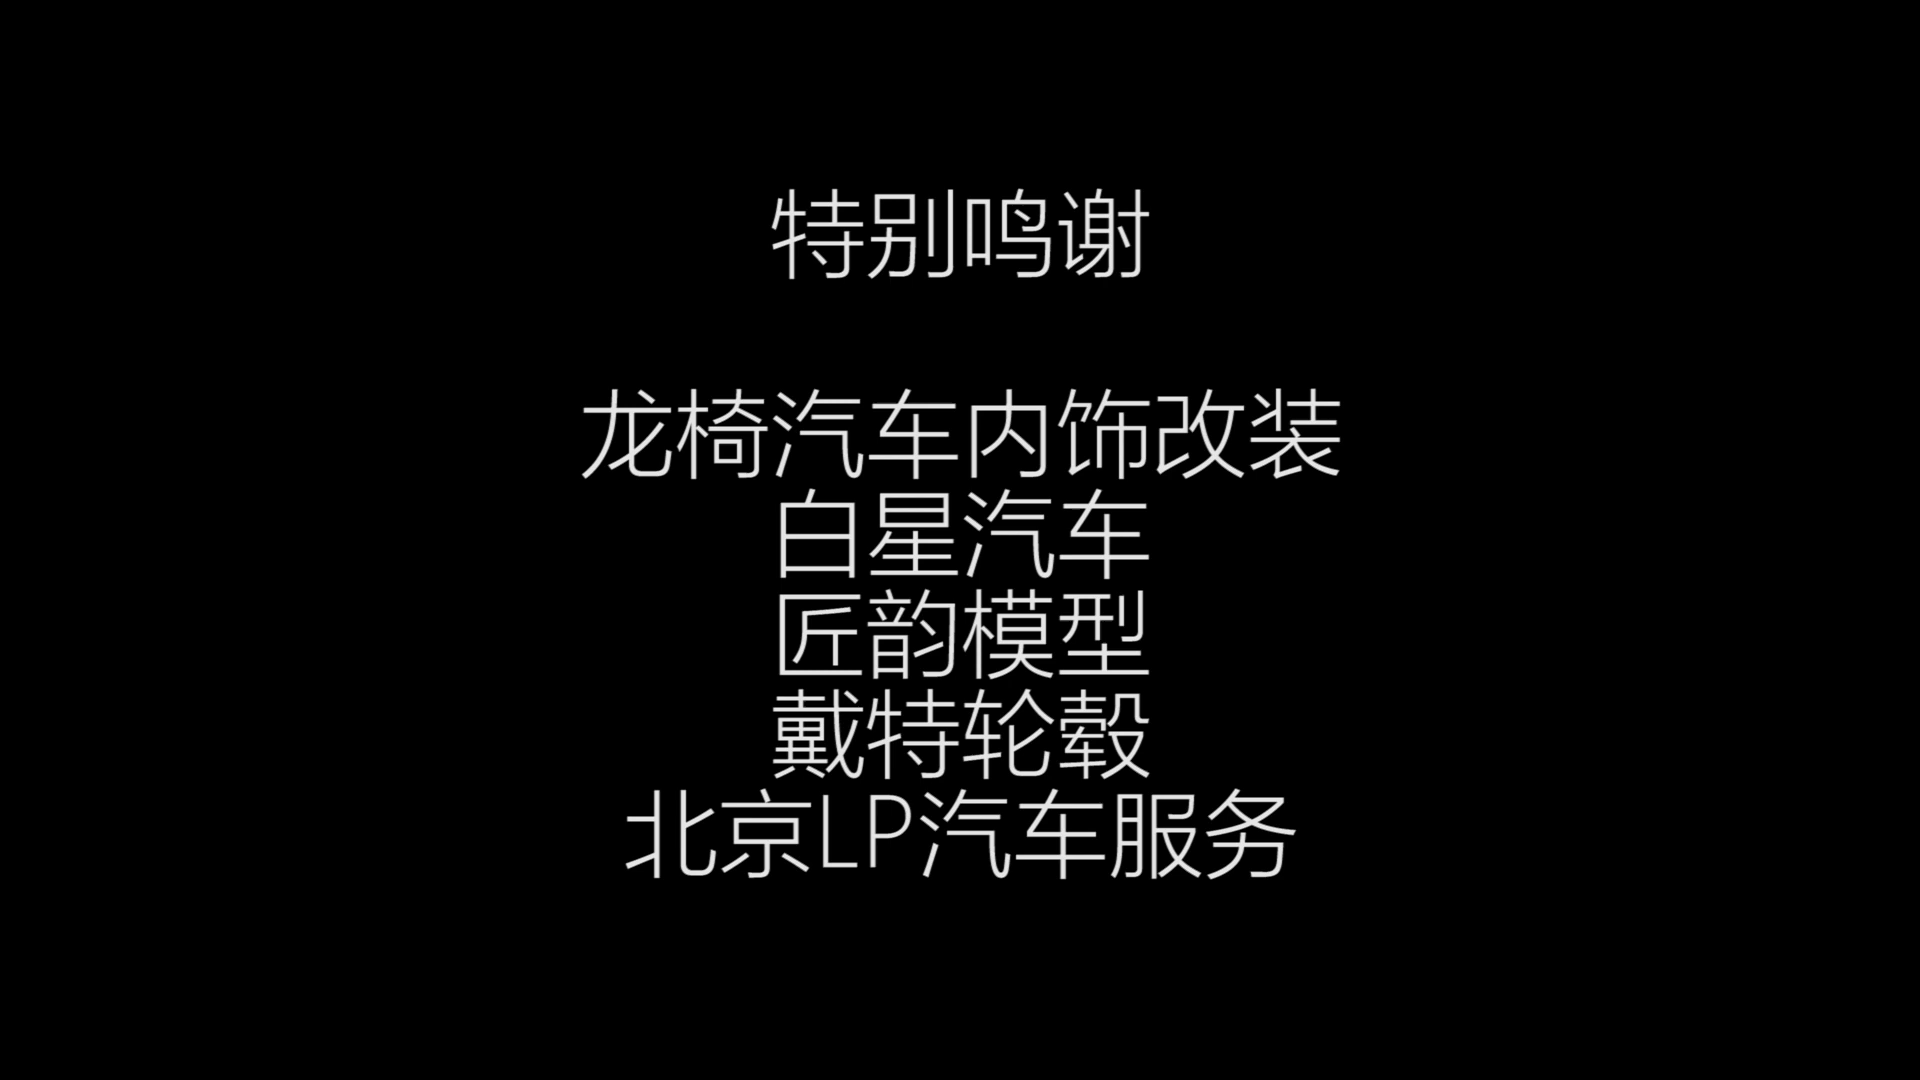 特别鸣谢
龙椅汽车内饰改装
白星汽车
匠韵模型
戴特轮毂
北京LP汽车服务